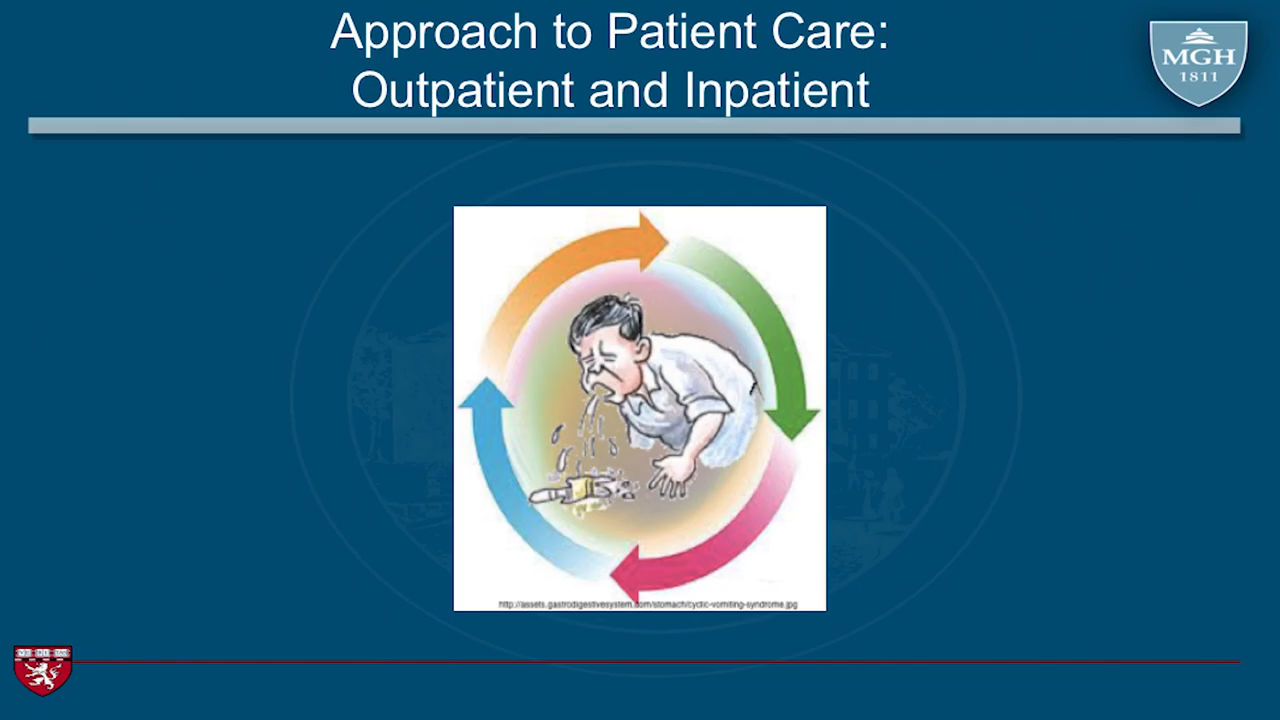 Approach to Patient Care:
Outpatient and Inpatient
MGH
1811
http://assets.gastrodigestivesystem.com/stomach/cyclic-vomiting-syndrome.jpg